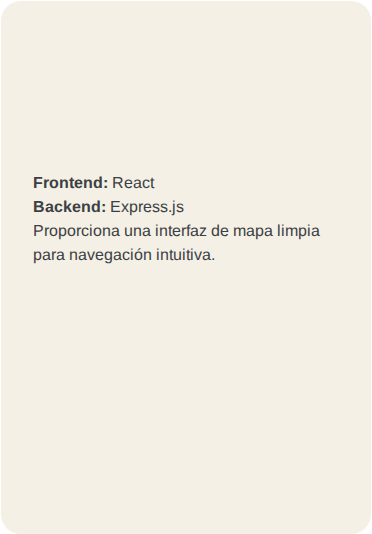 Frontend: React
Backend: Express.js
Proporciona una interfaz de mapa limpia
para navegación intuitiva.